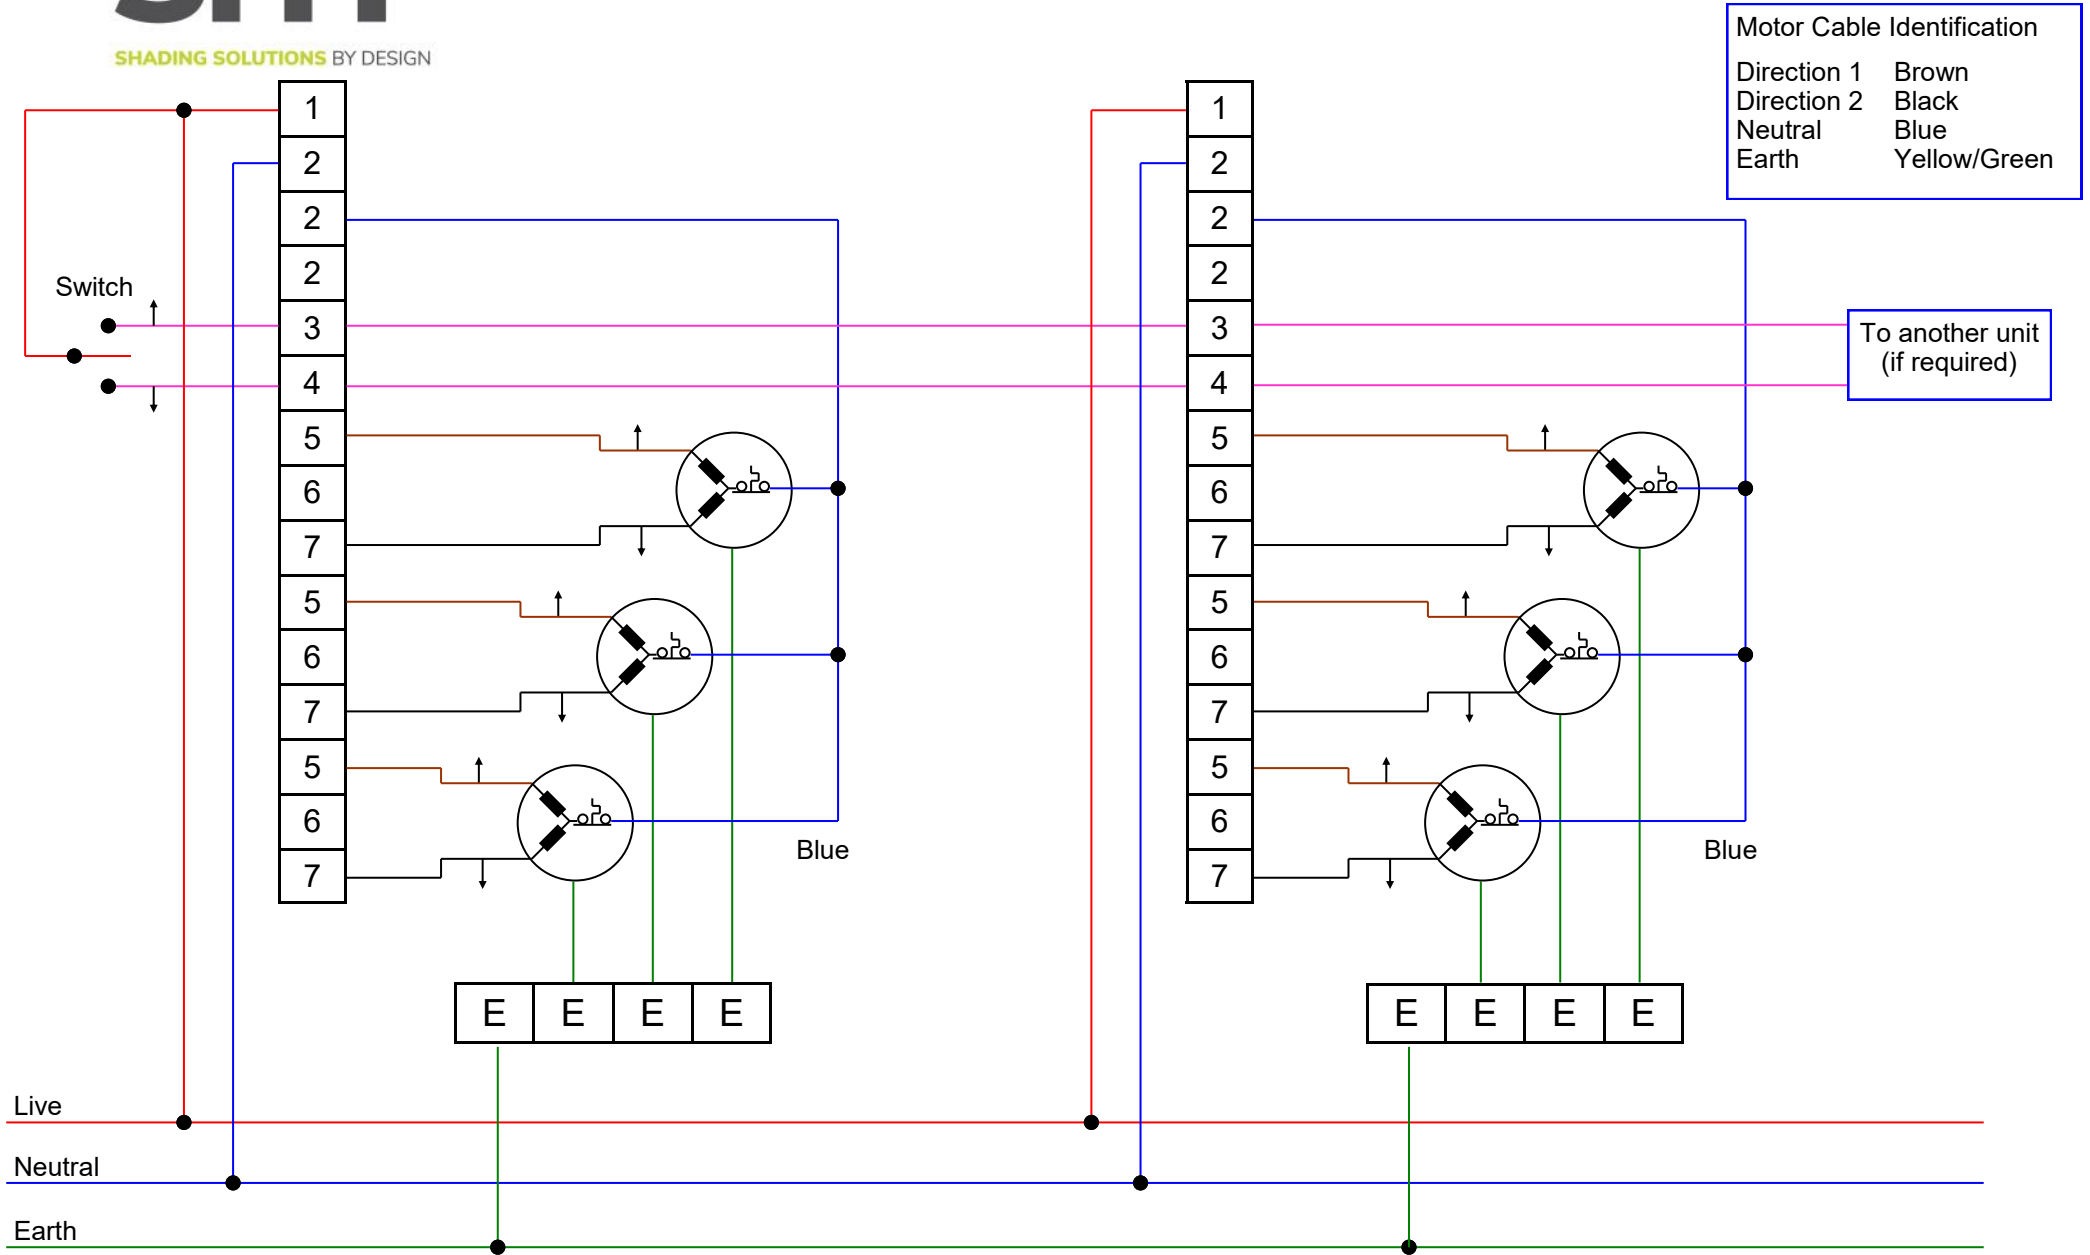 SHADING SOLUTIONS BY DESIGN
Motor Cable Identification
Direction 1 Brown
Direction 2 Black
Neutral Blue
Earth Yellow/Green
1
2
2
2
3
4
5
6
7
5
6
7
5
6
7
1
2
2
2
3
4
5
6
7
5
6
7
5
6
7
Switch
To another unit
(if required)
Blue
Blue
E E E E
E E E E
Live
Neutral
Earth